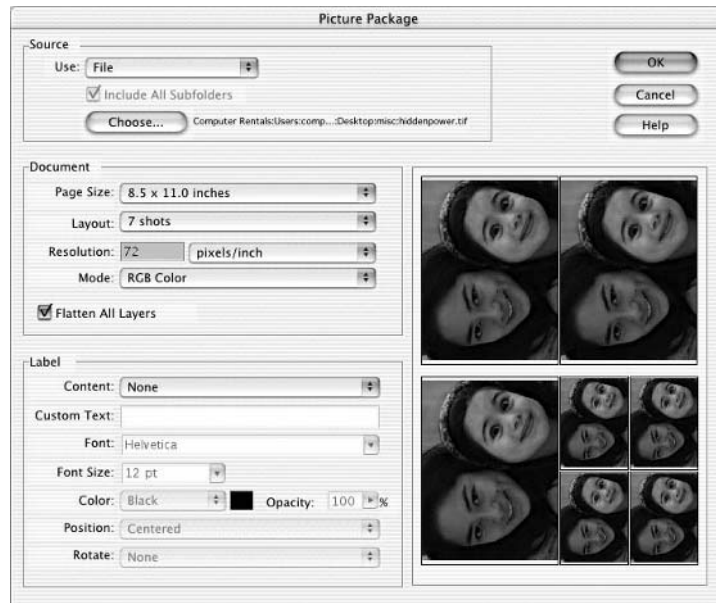 Picture Package
Source
Use: File
Include All Subfolders
Choose... Computer Rentals:Users:comp...:Desktop:misc:hiddenpower.tif
OK
Cancel
Help
Document
Page Size: 8.5 x 11.0 inches
Layout: 7 shots
Resolution: 72 pixels/inch
Mode: RGB Color
Flatten All Layers
Label
Content: None
Custom Text:
Font: Helvetica
Font Size: 12 pt
Color: Black Opacity: 100 %
Position: Centered
Rotate: None